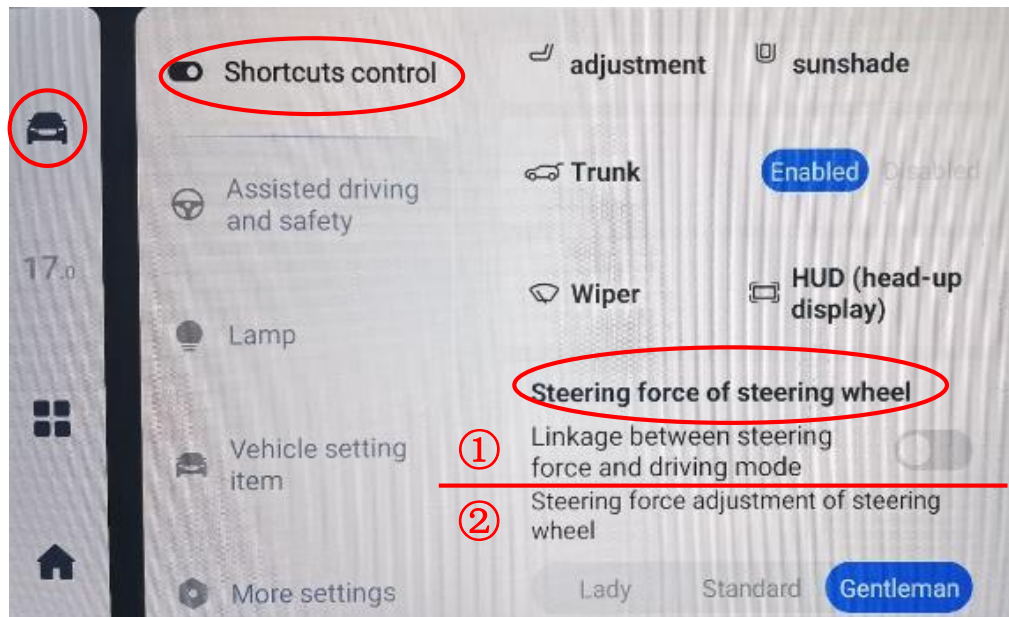 Shortcuts control
adjustment
sunshade
Assisted driving
and safety
Trunk
Enabled
Disabled
17.0
Lamp
Wiper
HUD (head-up
display)
Steering force of steering wheel
Vehicle setting
item
①
Linkage between steering
force and driving mode
②
Steering force adjustment of steering
wheel
More settings
Lady
Standard
Gentleman